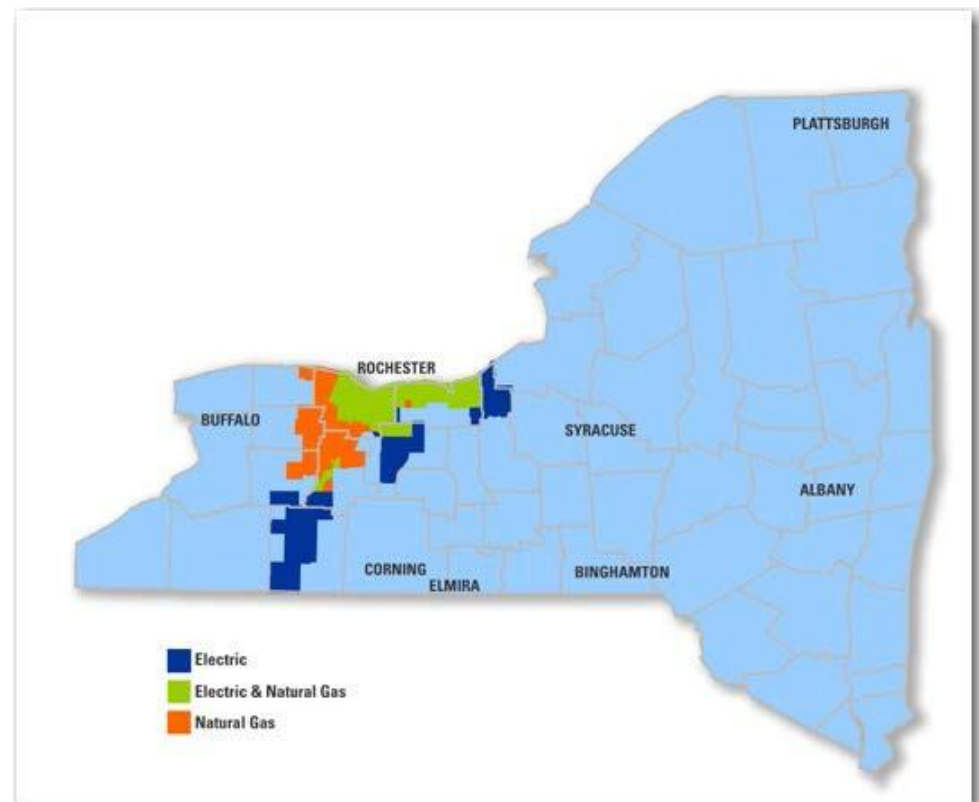 PLATTSBURGH
ROCHESTER
BUFFALO
SYRACUSE
ALBANY
CORNING
ELMIRA
BINGHAMTON
Electric
Electric & Natural Gas
Natural Gas